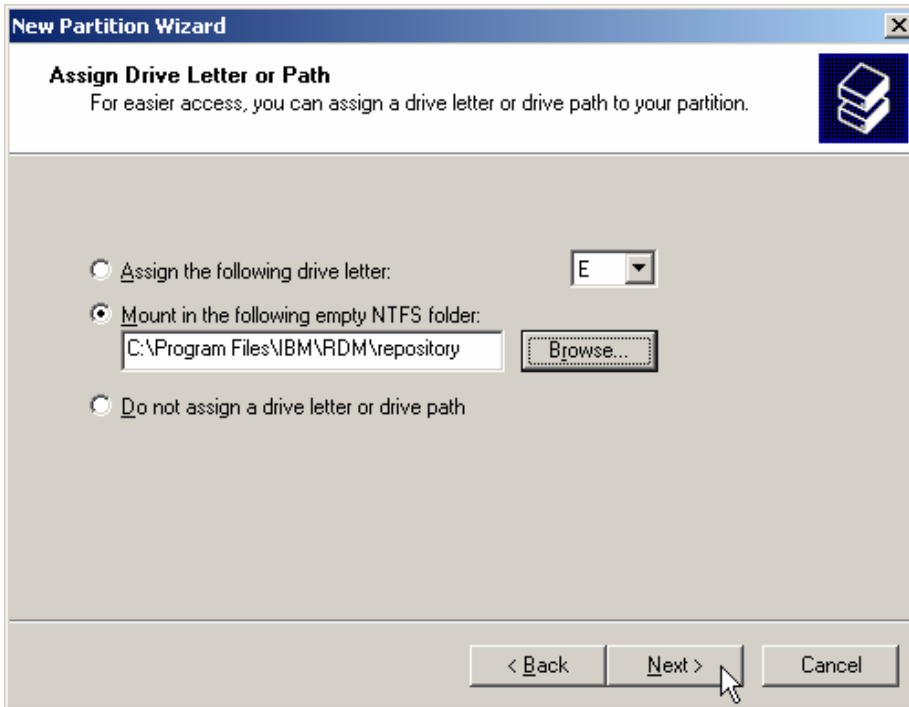 New Partition Wizard
Assign Drive Letter or Path
For easier access, you can assign a drive letter or drive path to your partition.
Assign the following drive letter:
E
Mount in the following empty NTFS folder:
C:\Program Files\IBM\RDM\repository
Browse...
Do not assign a drive letter or drive path
< Back
Next >
Cancel